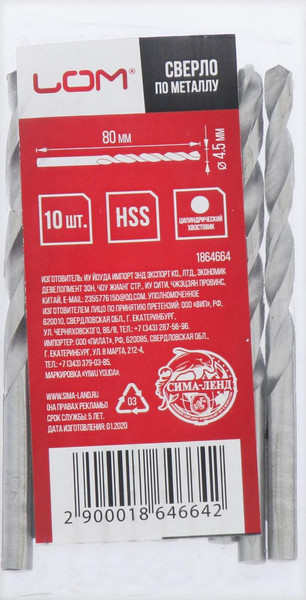 LOM®
СВЕРЛО
ПО МЕТАЛЛУ
80 ММ
Ø 4,5 ММ
10 ШТ.
HSS
ЦИЛИНДРИЧЕСКИЙ
ХВОСТОВИК
1864664
ИЗГОТОВИТЕЛЬ: ИУ ЙОУДА ИМПОРТ ЭНД ЭКСПОРТ КО., ЛТД., ЭКОНОМИК
ДЕВЕЛОПМЕНТ ЗОН, ЧОУ ЖИАНГ СТР., ИУ СИТИ, ЧЖЭЦЗЯН ПРОВИНС,
КИТАЙ, E-MAIL: 2355776150@QQ.COM. УПОЛНОМОЧЕННОЕ
ИЗГОТОВИТЕЛЕМ ЛИЦО ПО ПРИНЯТИЮ ПРЕТЕНЗИЙ: ООО «ВИП», РФ,
620010, СВЕРДЛОВСКАЯ ОБЛ., Г. ЕКАТЕРИНБУРГ,
УЛ. ЧЕРНЯХОВСКОГО, 86/8, ТЕЛ.: +7 (343) 287-56-96.
ИМПОРТЕР: ООО «ПИЛАТ», РФ, 620085, СВЕРДЛОВСКАЯ ОБЛ.,
Г. ЕКАТЕРИНБУРГ, УЛ. 8 МАРТА, 212-4,
ТЕЛ.: +7 (343) 379-03-85.
МАРКИРОВКА «YIWU YOUDA».
WWW.SIMA-LAND.RU
(НА ПРАВАХ РЕКЛАМЫ)
СРОК СЛУЖБЫ: 5 ЛЕТ.
ДАТА ИЗГОТОВЛЕНИЯ: 01.2020
03
СИМА-ЛЕНД
2 900018 646642